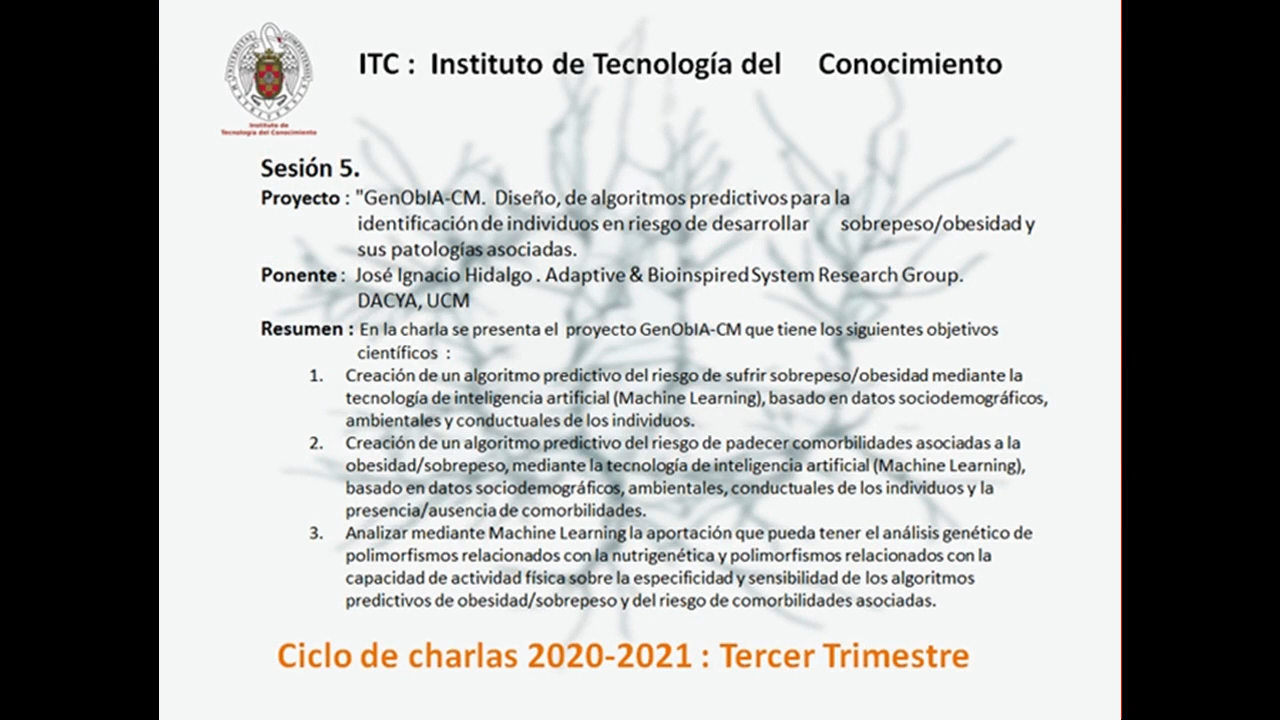 ITC : Instituto de Tecnología del Conocimiento
Instituto de
Tecnología del Conocimiento
Sesión 5.
Proyecto : "GenObIA-CM. Diseño, de algoritmos predictivos para la
identificación de individuos en riesgo de desarrollar sobrepeso/obesidad y
sus patologías asociadas.
Ponente : José Ignacio Hidalgo . Adaptive & Bioinspired System Research Group.
DACYA, UCM
Resumen : En la charla se presenta el proyecto GenObIA-CM que tiene los siguientes objetivos
científicos :
1. Creación de un algoritmo predictivo del riesgo de sufrir sobrepeso/obesidad mediante la
tecnología de inteligencia artificial (Machine Learning), basado en datos sociodemográficos,
ambientales y conductuales de los individuos.
2. Creación de un algoritmo predictivo del riesgo de padecer comorbilidades asociadas a la
obesidad/sobrepeso, mediante la tecnología de inteligencia artificial (Machine Learning),
basado en datos sociodemográficos, ambientales, conductuales de los individuos y la
presencia/ausencia de comorbilidades.
3. Analizar mediante Machine Learning la aportación que pueda tener el análisis genético de
polimorfismos relacionados con la nutrigenética y polimorfismos relacionados con la
capacidad de actividad física sobre la especificidad y sensibilidad de los algoritmos
predictivos de obesidad/sobrepeso y del riesgo de comorbilidades asociadas.
Ciclo de charlas 2020-2021 : Tercer Trimestre